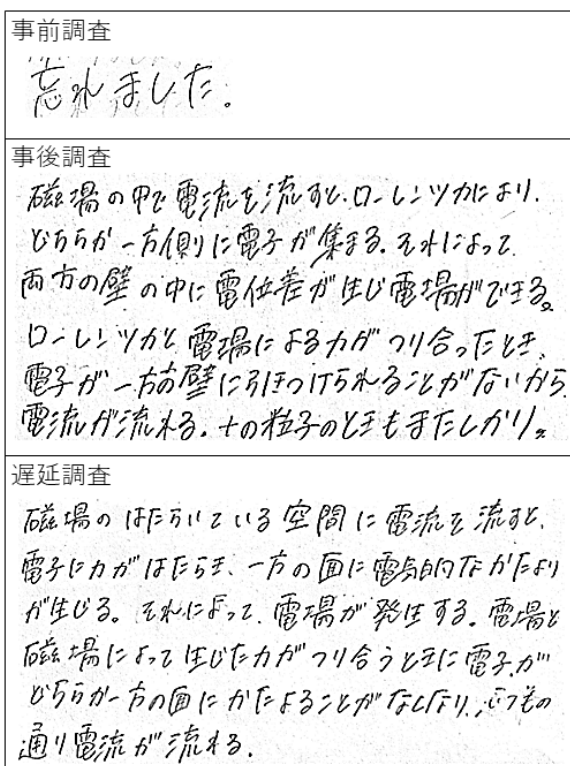 事前調査
忘れました。
事後調査
磁場の中で電流を流すと、ローレンツ力により、
どちらか一方側に電子が集まる。それによって
両方の壁の中に電位差が生じ電場ができる。
ローレンツ力と電場による力がつり合ったとき、
電子が一方の壁に引きつけられることがないから
電流が流れる。+の粒子のときもまたしかり。
遅延調査
磁場のはたらいている空間に電流を流すと、
電子に力がはたらき、一方の面に電気的なかたより
が生じる。それによって、電場が発生する。電場と
磁場によって生じた力がつり合うときに電子が
どちらか一方の面にかたよることがなくなり、いつもの
通り電流が流れる。